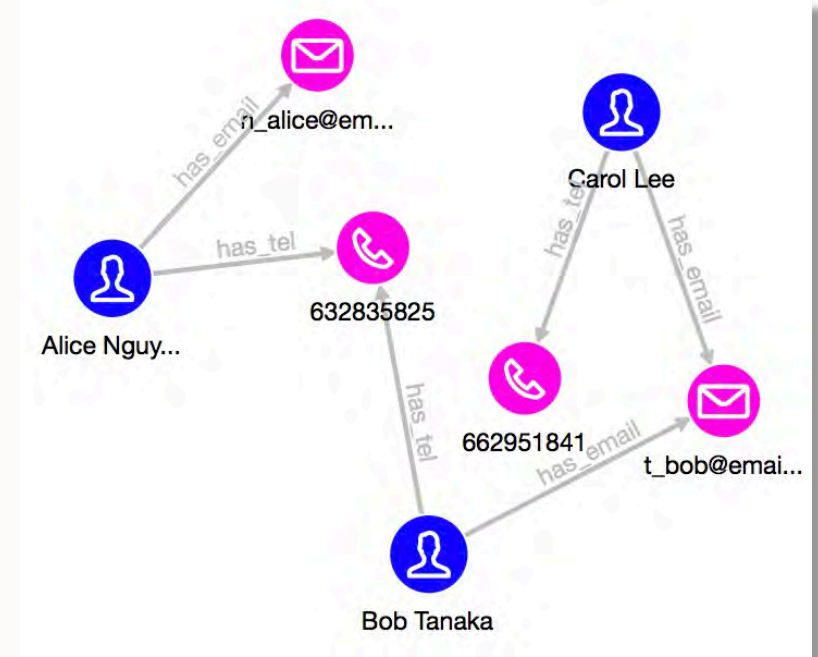 n_alice@em...
has_email
Carol Lee
has_tel
has_tel
has_email
632835825
Alice Nguy...
has_tel
662951841
has_email
t_bob@emai...
Bob Tanaka